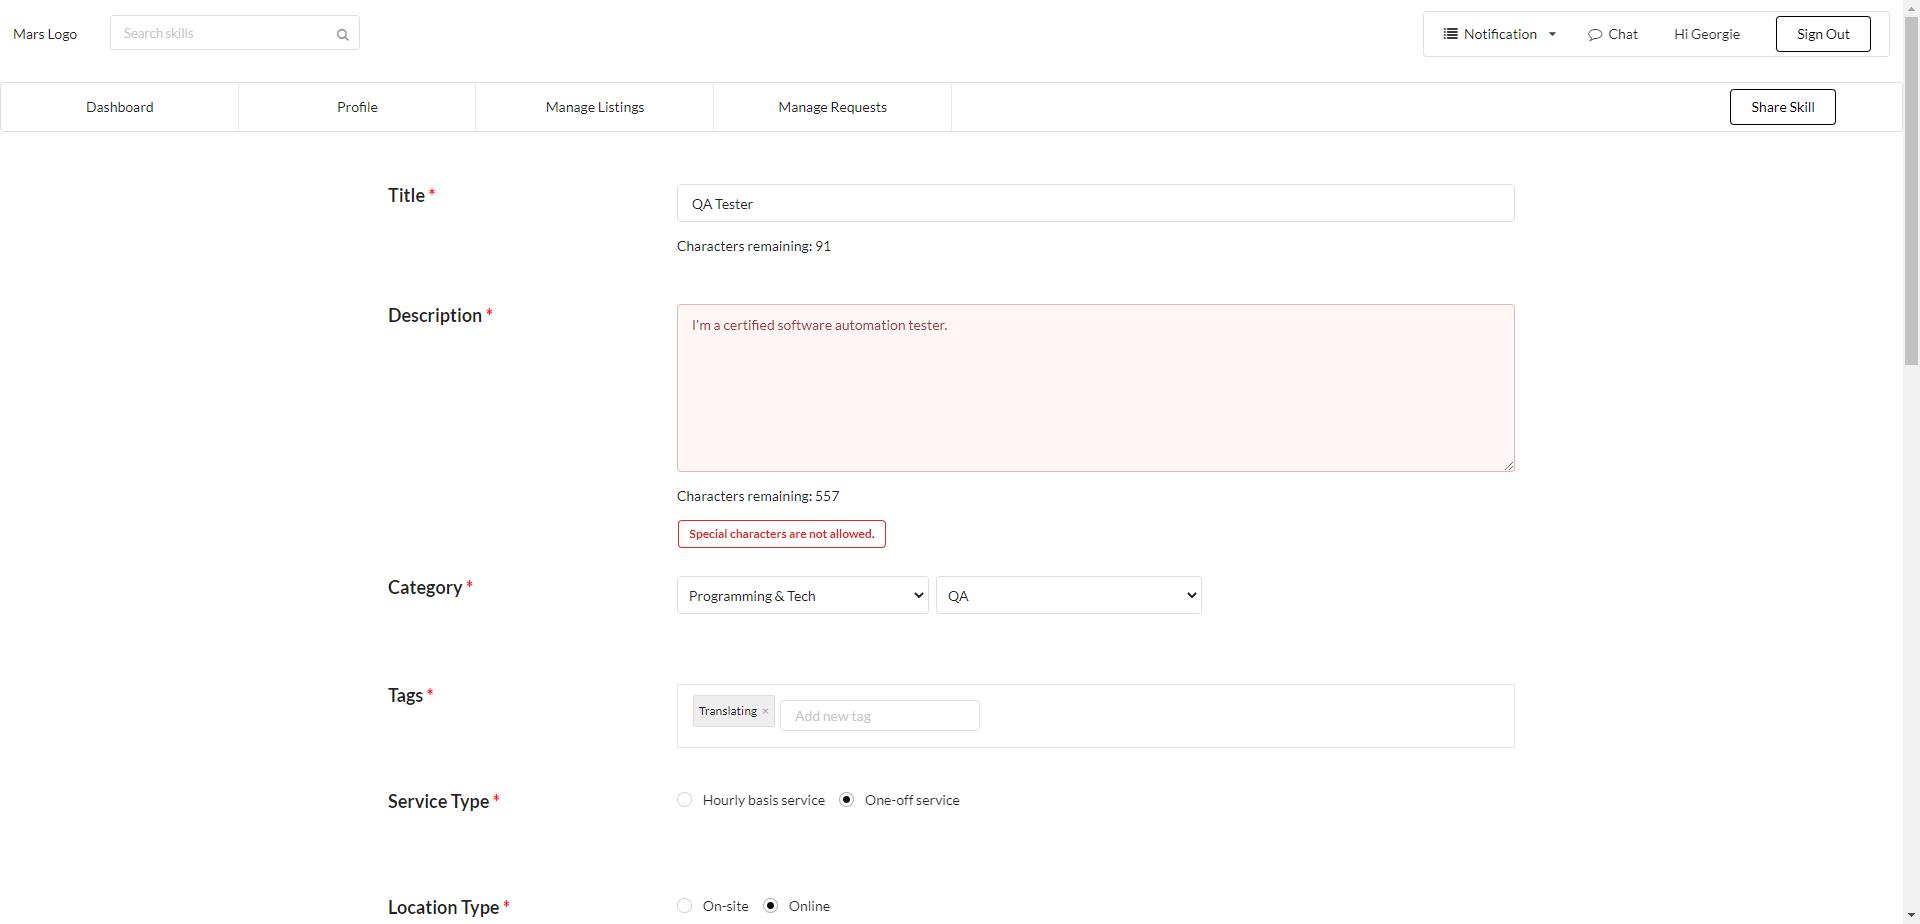 Mars Logo
Search skills
Notification
Chat
Hi Georgie
Sign Out
Dashboard
Profile
Manage Listings
Manage Requests
Share Skill
Title *
QA Tester
Characters remaining: 91
Description *
I'm a certified software automation tester.
Characters remaining: 557
Special characters are not allowed.
Category *
Programming & Tech
QA
Tags *
Translating ×
Add new tag
Service Type *
Hourly basis service
One-off service
Location Type *
On-site
Online